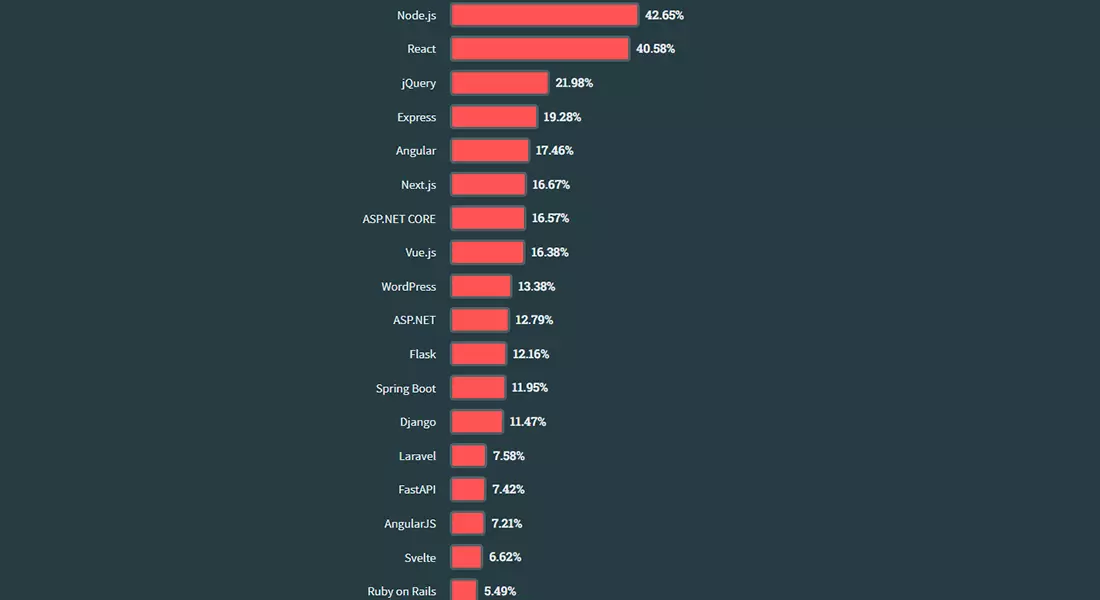 Node.js 42.65%
React 40.58%
jQuery 21.98%
Express 19.28%
Angular 17.46%
Next.js 16.67%
ASP.NET CORE 16.57%
Vue.js 16.38%
WordPress 13.38%
ASP.NET 12.79%
Flask 12.16%
Spring Boot 11.95%
Django 11.47%
Laravel 7.58%
FastAPI 7.42%
AngularJS 7.21%
Svelte 6.62%
Ruby on Rails 5.49%